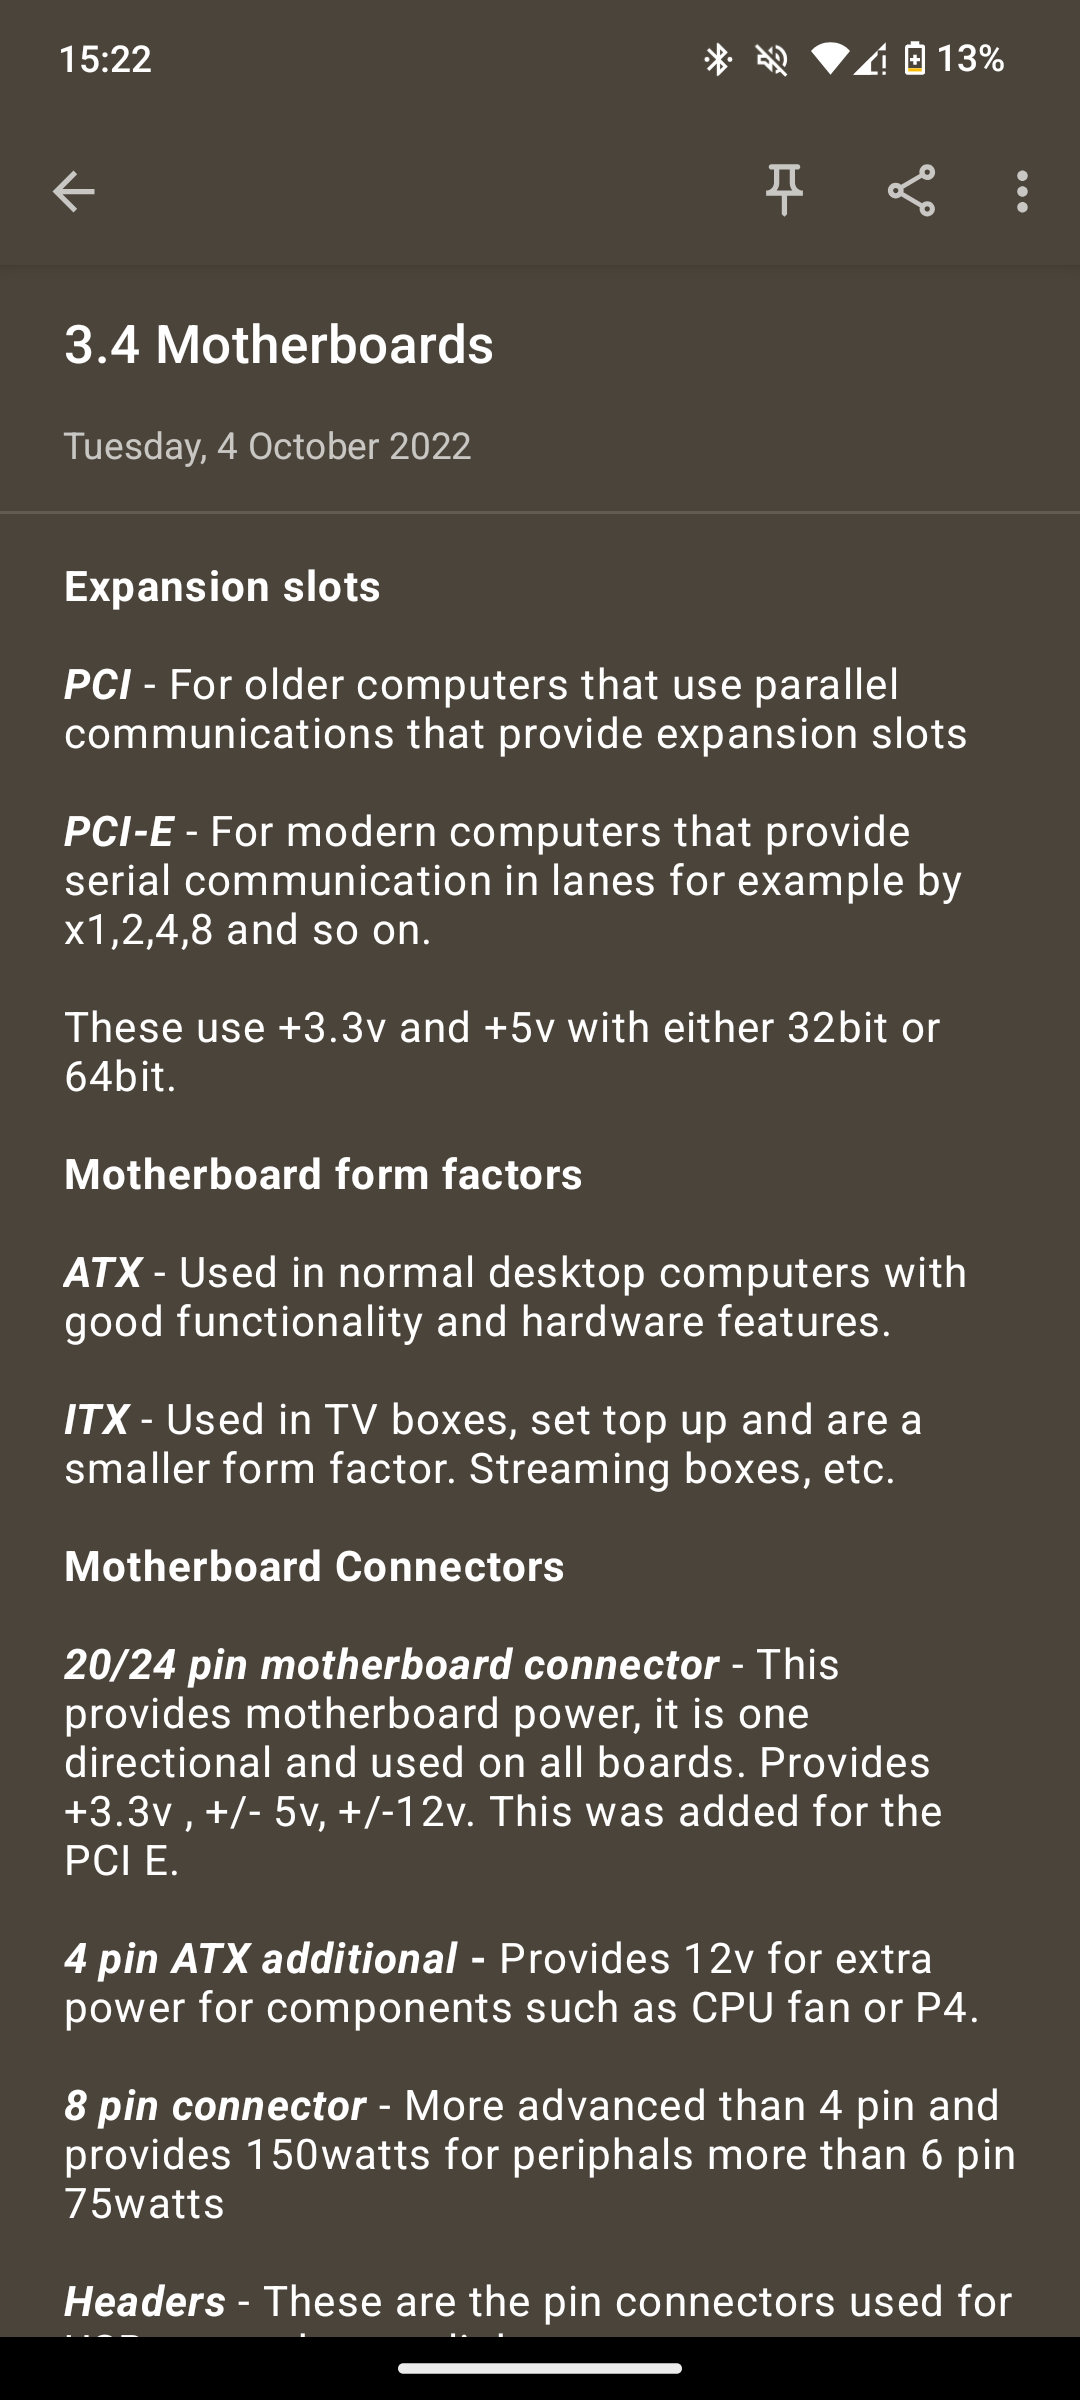 15:22
13%
3.4 Motherboards
Tuesday, 4 October 2022
Expansion slots
PCI - For older computers that use parallel
communications that provide expansion slots
PCI-E - For modern computers that provide
serial communication in lanes for example by
x1,2,4,8 and so on.
These use +3.3v and +5v with either 32bit or
64bit.
Motherboard form factors
ATX - Used in normal desktop computers with
good functionality and hardware features.
ITX - Used in TV boxes, set top up and are a
smaller form factor. Streaming boxes, etc.
Motherboard Connectors
20/24 pin motherboard connector - This
provides motherboard power, it is one
directional and used on all boards. Provides
+3.3v , +/- 5v, +/-12v. This was added for the
PCI E.
4 pin ATX additional - Provides 12v for extra
power for components such as CPU fan or P4.
8 pin connector - More advanced than 4 pin and
provides 150watts for periphals more than 6 pin
75watts
Headers - These are the pin connectors used for